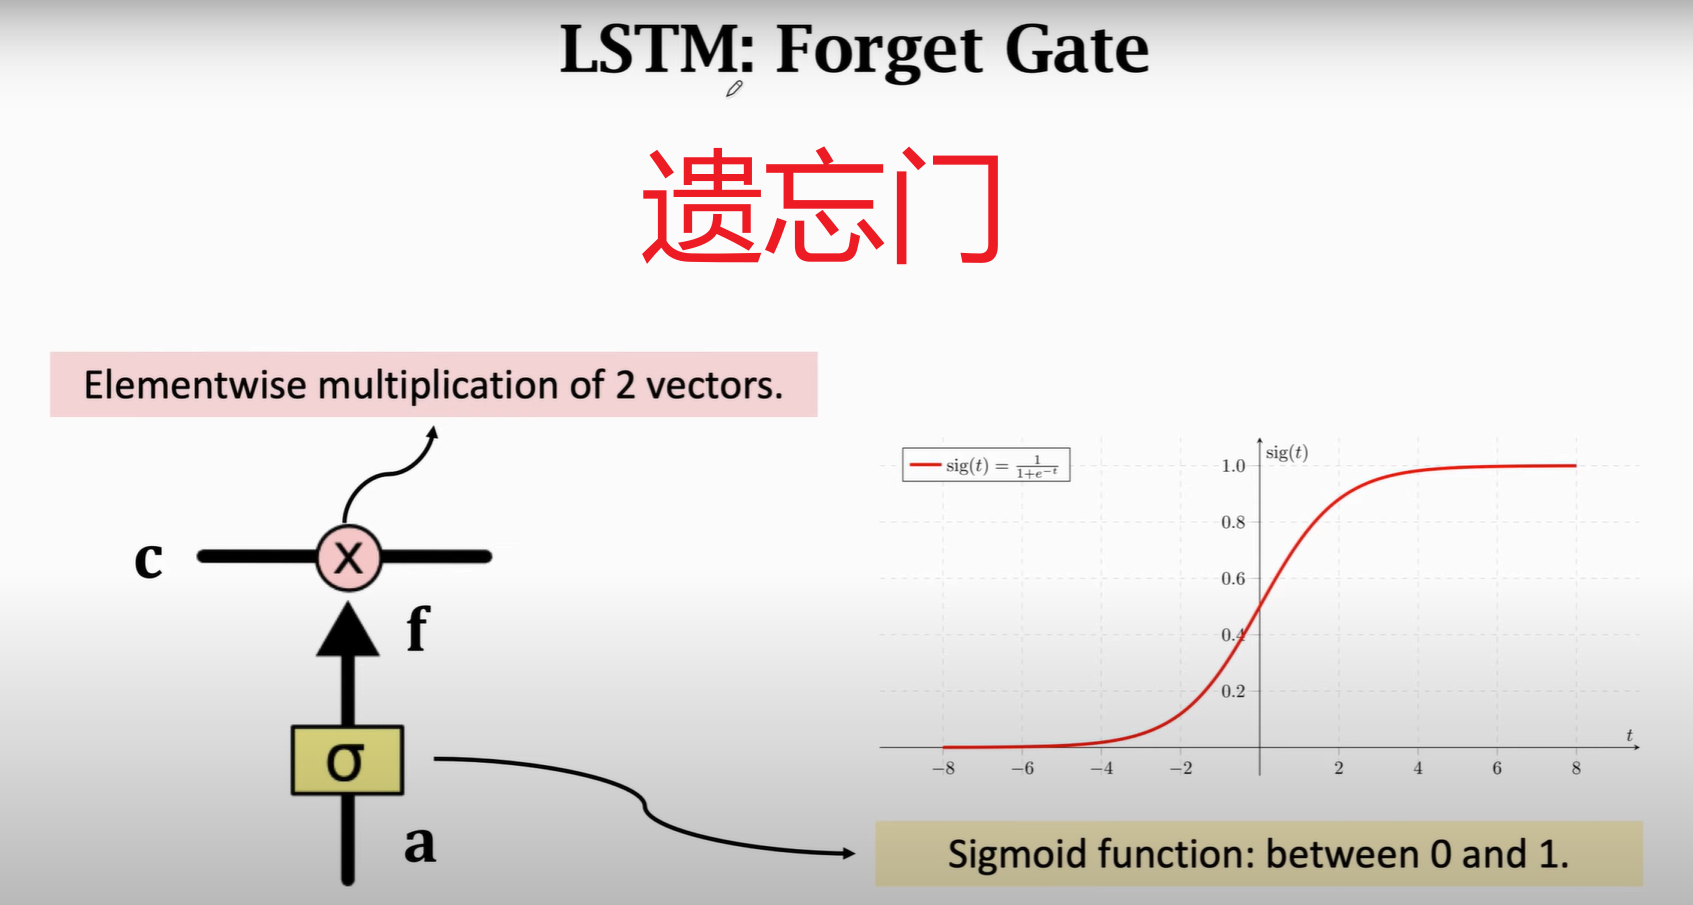 LSTM: Forget Gate
遗忘门
Elementwise multiplication of 2 vectors.
c
x
f
σ
a
sig(t) = 1/(1+e^{-t})
sig(t)
1.0
0.8
0.6
0.4
0.2
t
−8 −6 −4 −2 2 4 6 8
Sigmoid function: between 0 and 1.